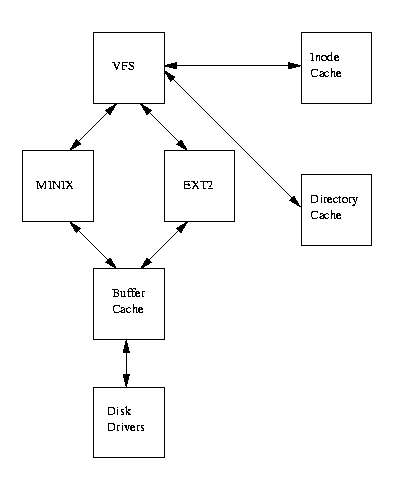 VFS
Inode
Cache
MINIX
EXT2
Directory
Cache
Buffer
Cache
Disk
Drivers